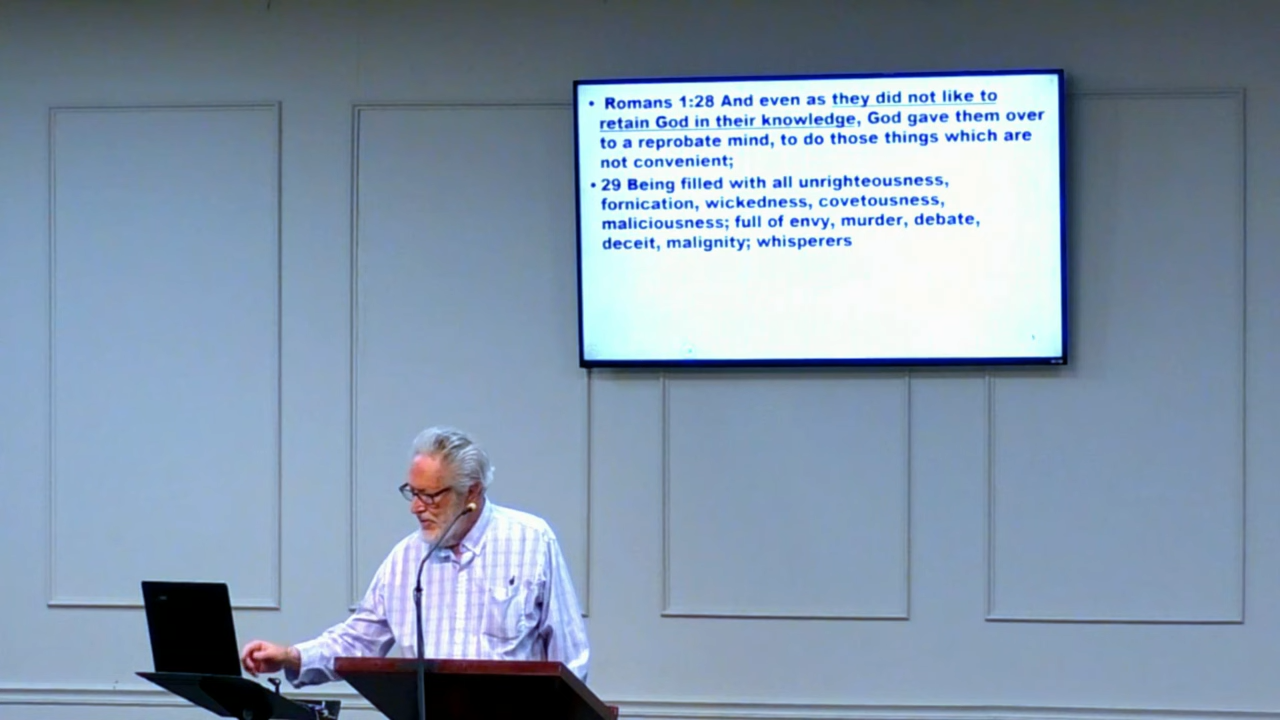 • Romans 1:28 And even as they did not like to
retain God in their knowledge, God gave them over
to a reprobate mind, to do those things which are
not convenient;
• 29 Being filled with all unrighteousness,
fornication, wickedness, covetousness,
maliciousness; full of envy, murder, debate,
deceit, malignity; whisperers